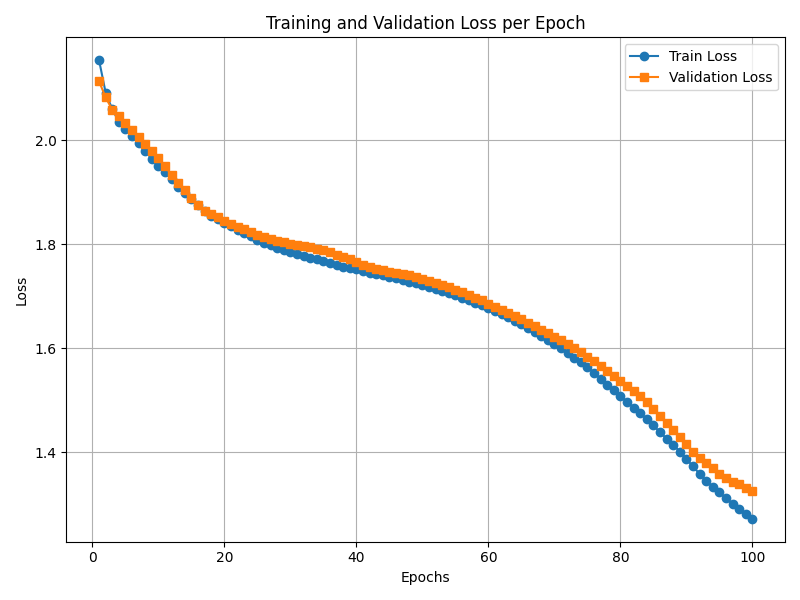 Training and Validation Loss per Epoch
Train Loss
Validation Loss
2.0
1.8
1.6
1.4
Loss
0 20 40 60 80 100
Epochs